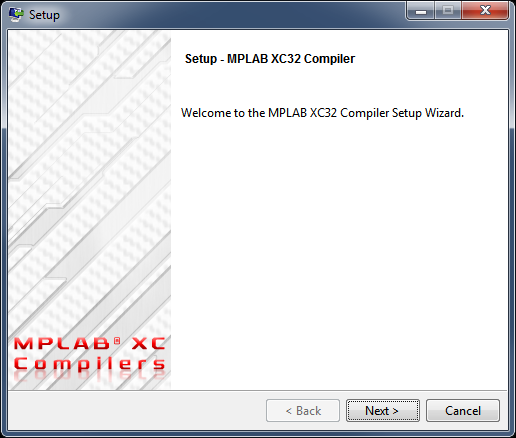 Setup
Setup - MPLAB XC32 Compiler
Welcome to the MPLAB XC32 Compiler Setup Wizard.
MPLAB® XC
Compilers
< Back
Next >
Cancel